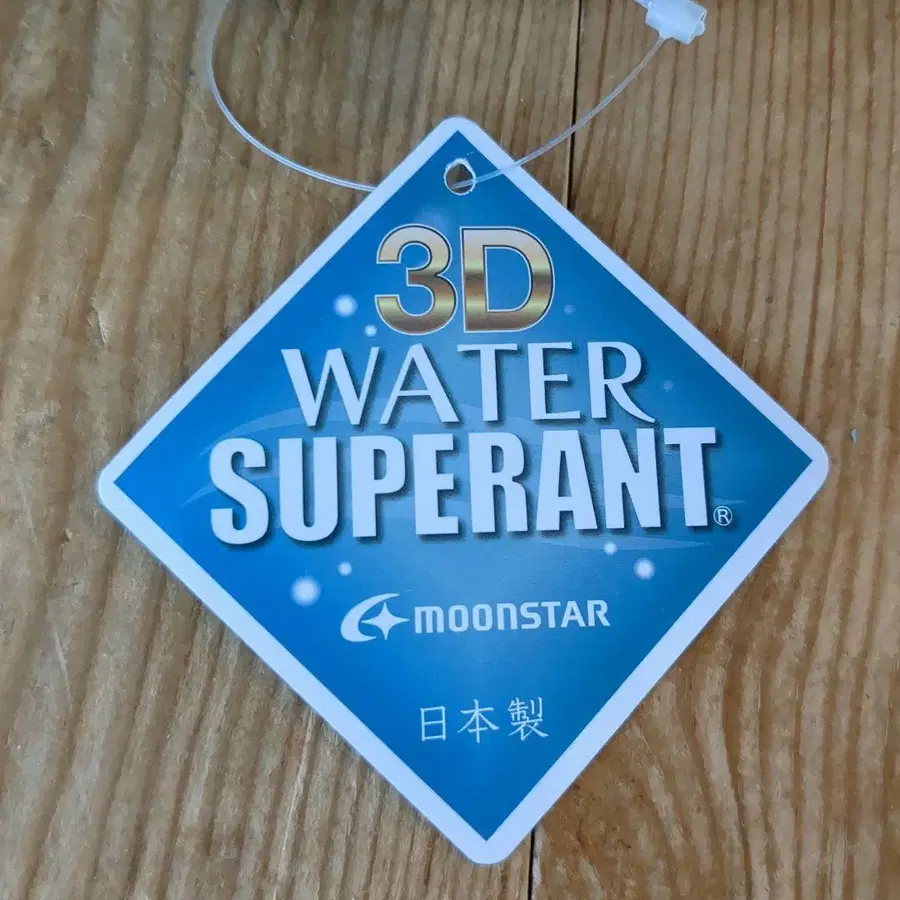 3D
WATER
SUPERANT®
MOONSTAR
日本製